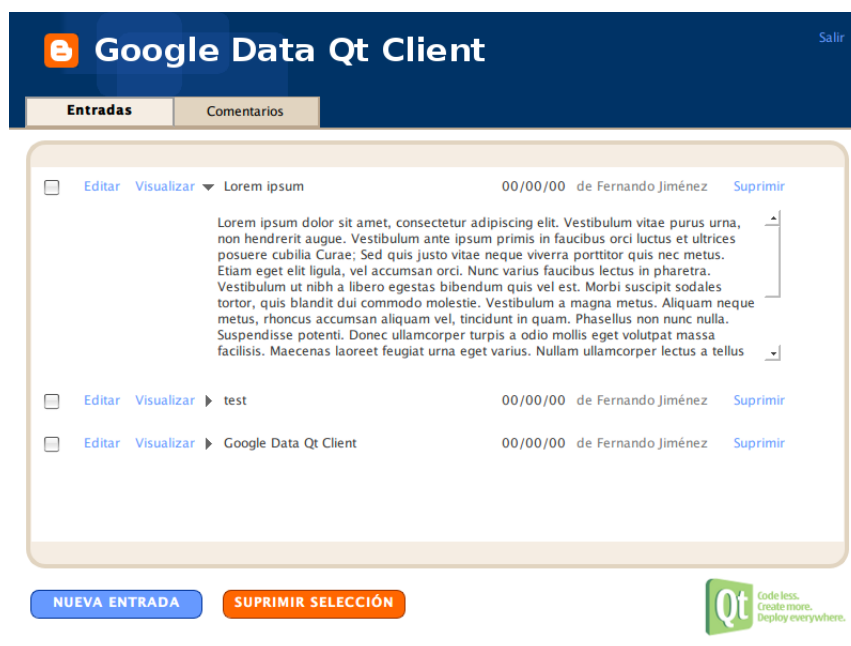 Google Data Qt Client
Salir
Entradas
Comentarios
Editar Visualizar Lorem ipsum 00/00/00 de Fernando Jiménez Suprimir
Lorem ipsum dolor sit amet, consectetur adipiscing elit. Vestibulum vitae purus urna,
non hendrerit augue. Vestibulum ante ipsum primis in faucibus orci luctus et ultrices
posuere cubilia Curae; Sed quis justo vitae neque viverra porttitor quis nec metus.
Etiam eget elit ligula, vel accumsan orci. Nunc varius faucibus lectus in pharetra.
Vestibulum ut nibh a libero egestas bibendum quis vel est. Morbi suscipit sodales
tortor, quis blandit dui commodo molestie. Vestibulum a magna metus. Aliquam neque
metus, rhoncus accumsan aliquam vel, tincidunt in quam. Phasellus non nunc nulla.
Suspendisse potenti. Donec ullamcorper turpis a odio mollis eget volutpat massa
facilisis. Maecenas laoreet feugiat urna eget varius. Nullam ullamcorper lectus a tellus
Editar Visualizar test 00/00/00 de Fernando Jiménez Suprimir
Editar Visualizar Google Data Qt Client 00/00/00 de Fernando Jiménez Suprimir
NUEVA ENTRADA
SUPRIMIR SELECCIÓN
Qt
Code less.
Create more.
Deploy everywhere.